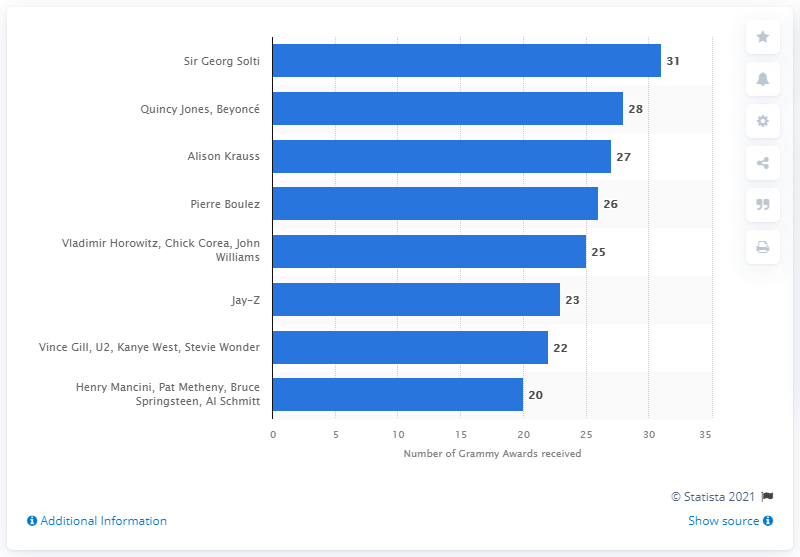 Sir Georg Solti 31
Quincy Jones, Beyoncé 28
Alison Krauss 27
Pierre Boulez 26
Vladimir Horowitz, Chick Corea, John
Williams 25
Jay-Z 23
Vince Gill, U2, Kanye West, Stevie Wonder 22
Henry Mancini, Pat Metheny, Bruce
Springsteen, Al Schmitt 20
0 5 10 15 20 25 30 35
Number of Grammy Awards received
© Statista 2021
Additional Information
Show source